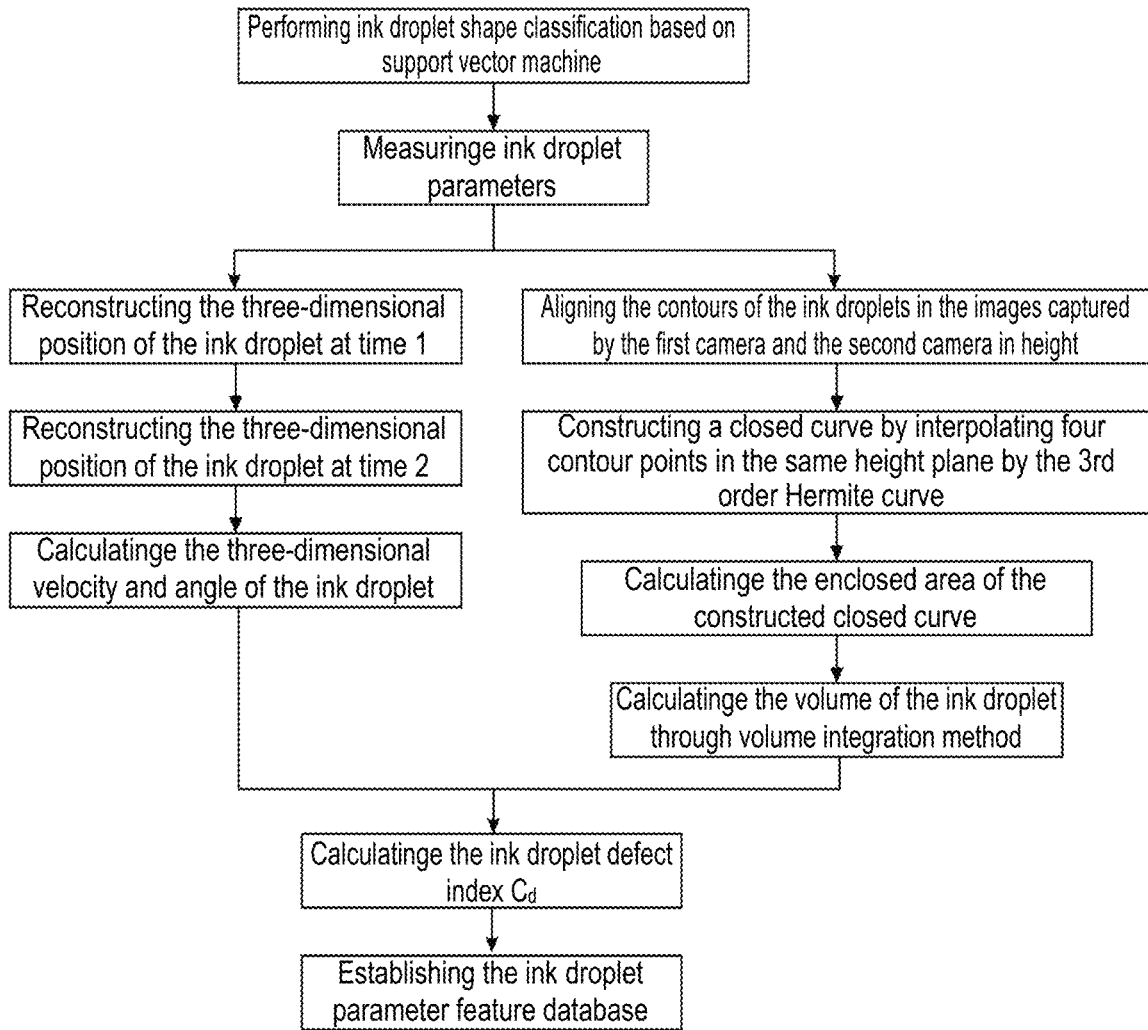 Performing ink droplet shape classification based on
support vector machine
Measuringe ink droplet
parameters
Reconstructing the three-dimensional
position of the ink droplet at time 1
Reconstructing the three-dimensional
position of the ink droplet at time 2
Calculatinge the three-dimensional
velocity and angle of the ink droplet
Aligning the contours of the ink droplets in the images captured
by the first camera and the second camera in height
Constructing a closed curve by interpolating four
contour points in the same height plane by the 3rd
order Hermite curve
Calculatinge the enclosed area of the
constructed closed curve
Calculatinge the volume of the ink droplet
through volume integration method
Calculatinge the ink droplet defect
index Cd
Establishing the ink droplet
parameter feature database